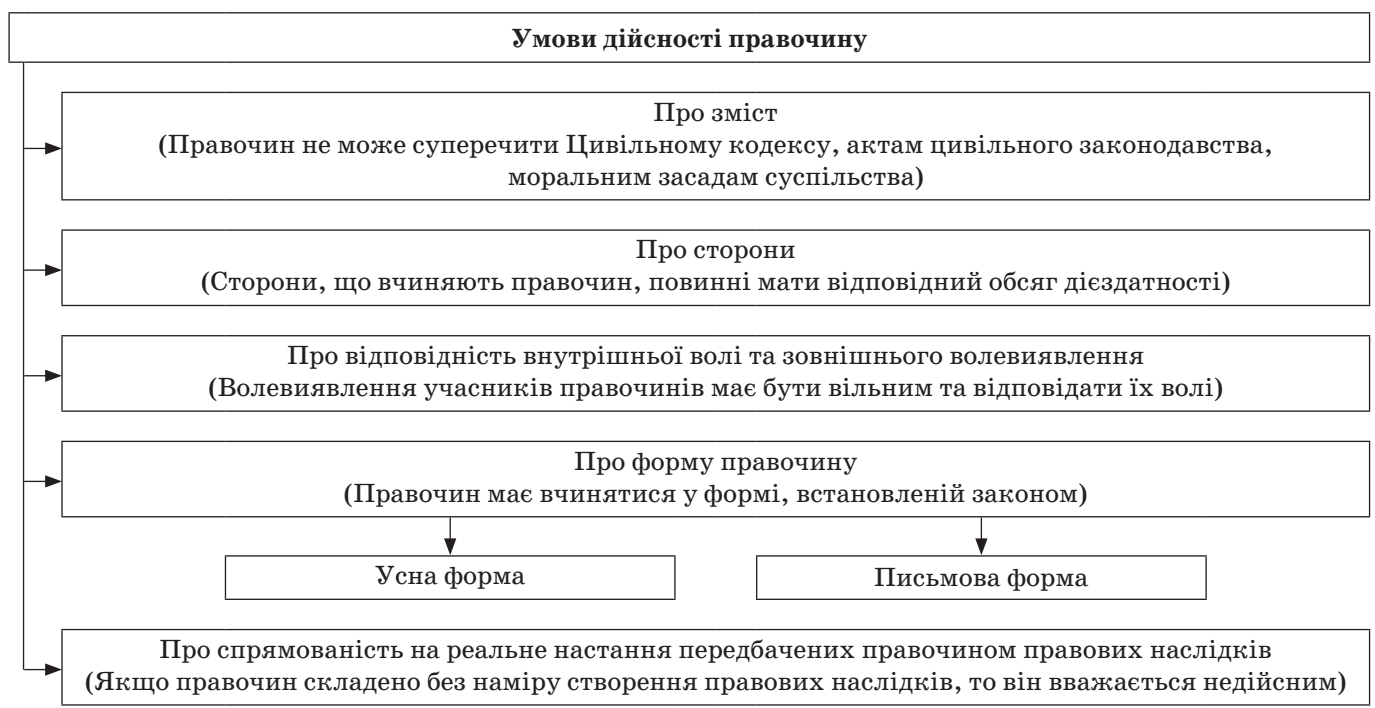 Умови дійсності правочину
Про зміст
(Правочин не може суперечити Цивільному кодексу, актам цивільного законодавства,
моральним засадам суспільства)
Про сторони
(Сторони, що вчиняють правочин, повинні мати відповідний обсяг дієздатності)
Про відповідність внутрішньої волі та зовнішнього волевиявлення
(Волевиявлення учасників правочинів має бути вільним та відповідати їх волі)
Про форму правочину
(Правочин має вчинятися у формі, встановленій законом)
Усна форма
Письмова форма
Про спрямованість на реальне настання передбачених правочином правових наслідків
(Якщо правочин складено без наміру створення правових наслідків, то він вважається недійсним)